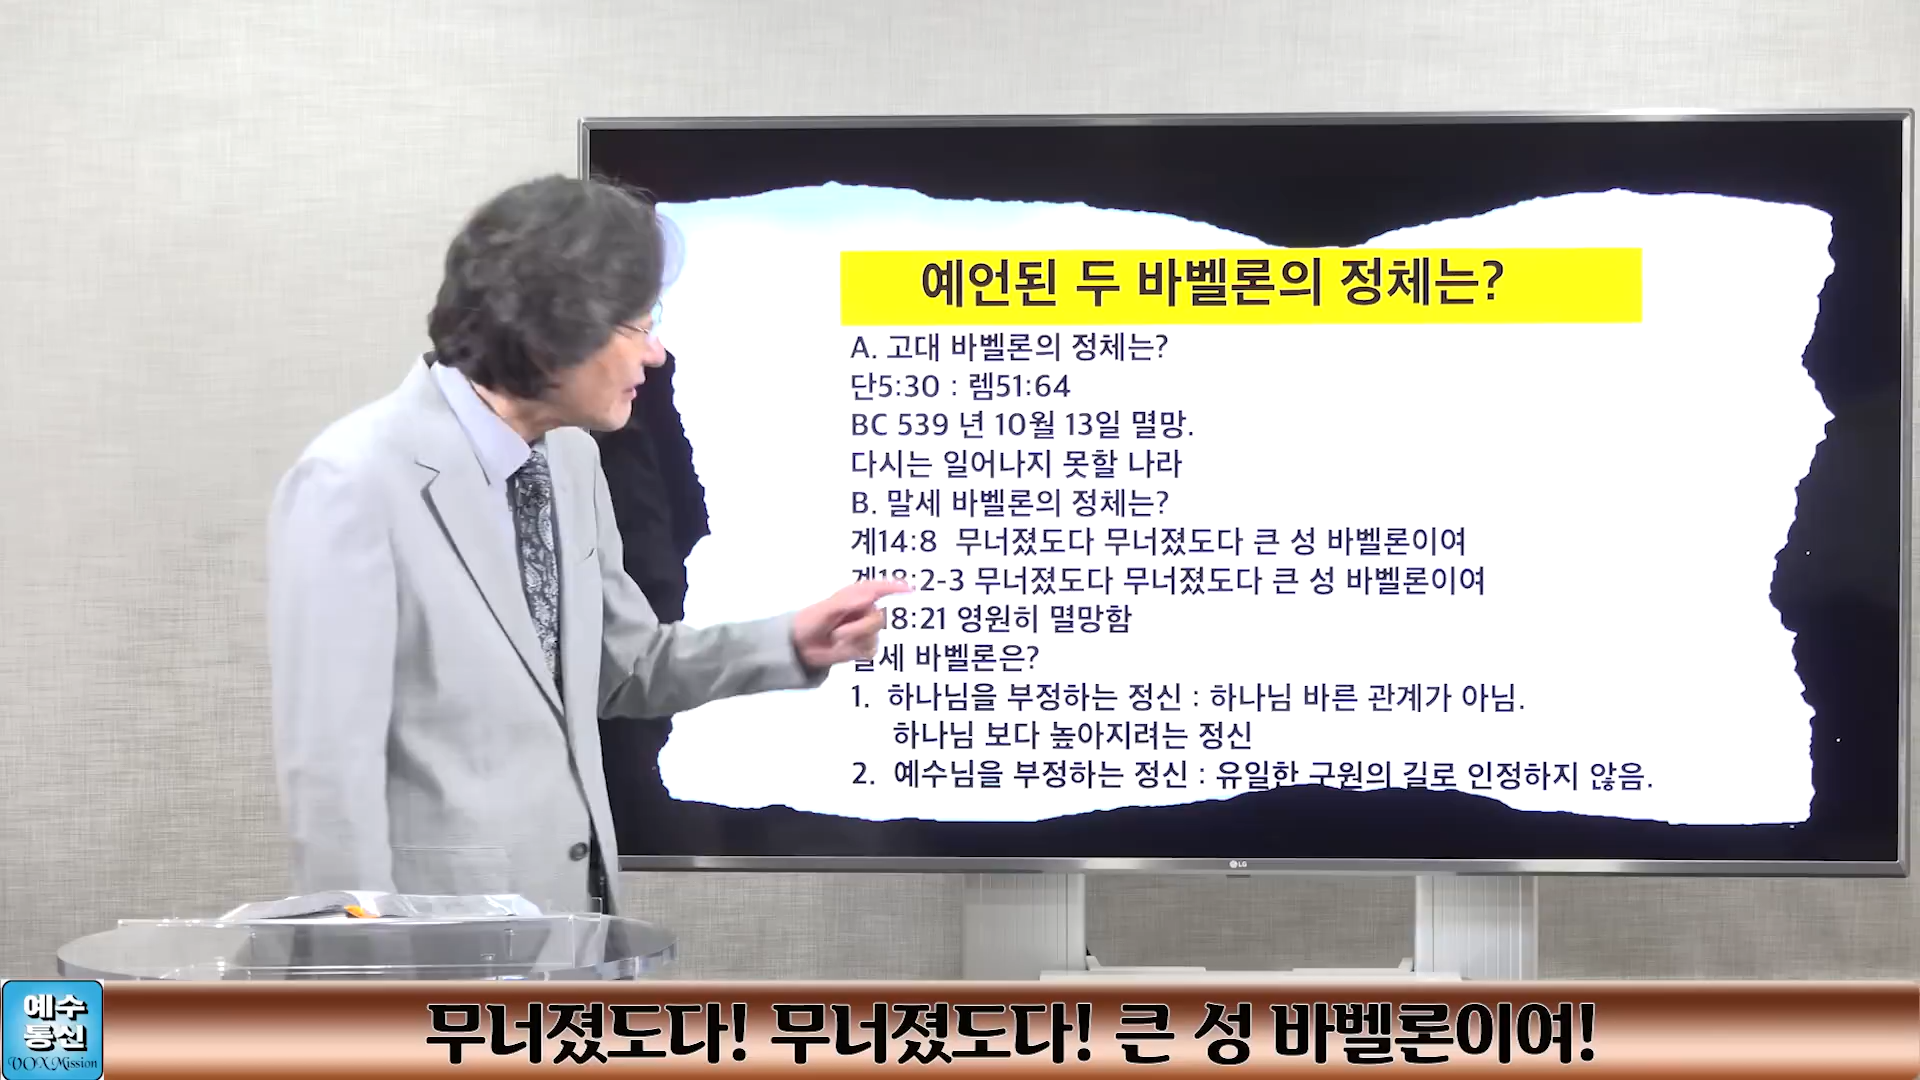 예언된 두 바벨론의 정체는?
A. 고대 바벨론의 정체는?
단5:30 : 렘51:64
BC 539 년 10월 13일 멸망.
다시는 일어나지 못할 나라
B. 말세 바벨론의 정체는?
계14:8 무너졌도다 무너졌도다 큰 성 바벨론이여
계18:2-3 무너졌도다 무너졌도다 큰 성 바벨론이여
18:21 영원히 멸망함
말세 바벨론은?
1. 하나님을 부정하는 정신 : 하나님 바른 관계가 아님.
하나님 보다 높아지려는 정신
2. 예수님을 부정하는 정신 : 유일한 구원의 길로 인정하지 않음.
LG
예수
통신
VOX Mission
무너졌도다! 무너졌도다! 큰 성 바벨론이여!